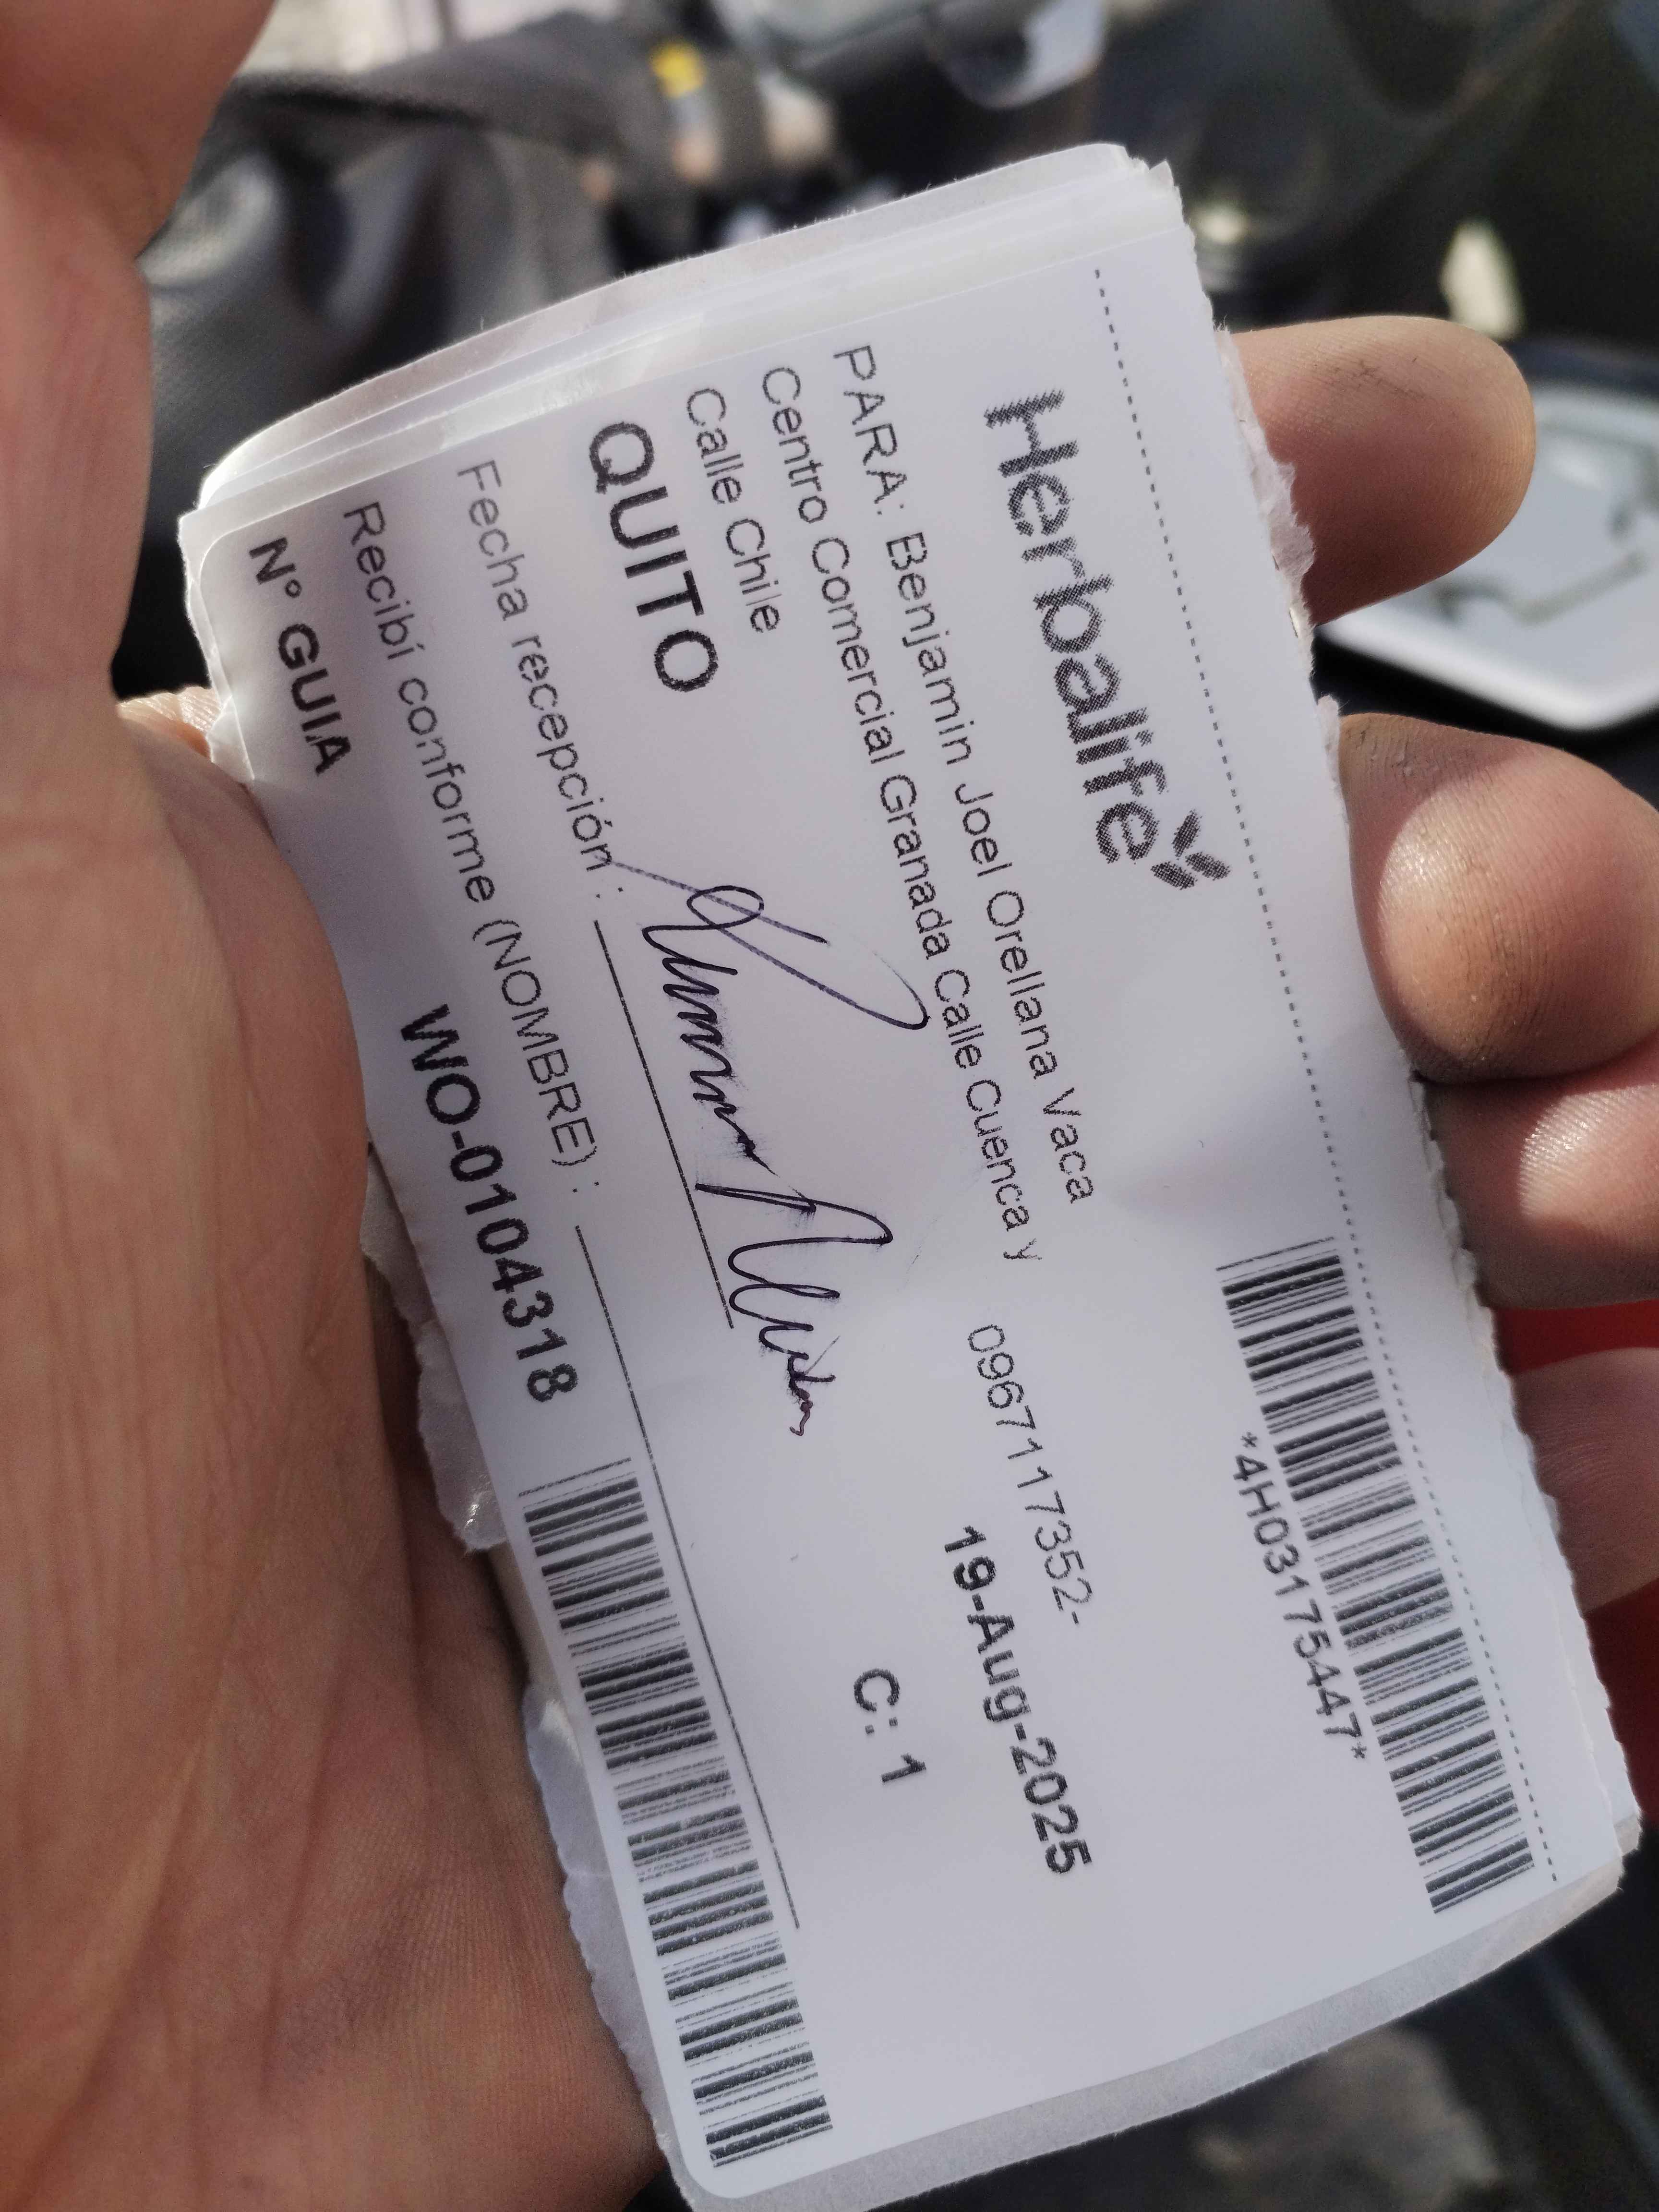 Herbalife
*4H03175447*
PARA: Benjamin Joel Orellana Vaca
0967117352-
Centro Comercial Granada Calle Cuenca y
Calle Chile
19-Aug-2025
QUITO
C: 1
Fecha recepción :
Recibí conforme (NOMBRE) :
N° GUIA
WO-0104318